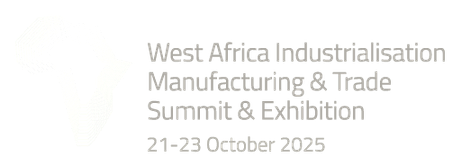 West Africa Industrialisation
Manufacturing & Trade
Summit & Exhibition
21-23 October 2025